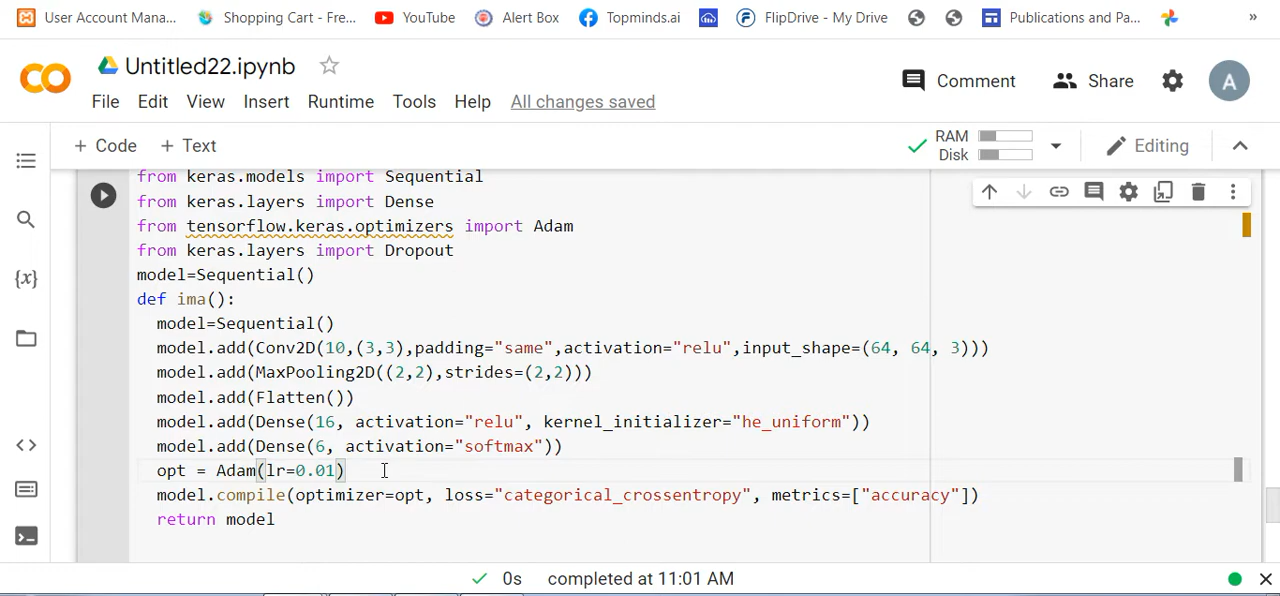 User Account Mana... Shopping Cart - Fre... YouTube Alert Box Topminds.ai FlipDrive - My Drive Publications and Pa... »
CO Untitled22.ipynb Comment Share A
File Edit View Insert Runtime Tools Help All changes saved
+ Code + Text RAM Disk Editing
from keras.models import Sequential
from keras.layers import Dense
from tensorflow.keras.optimizers import Adam
from keras.layers import Dropout
model=Sequential()
def ima():
model=Sequential()
model.add(Conv2D(10,(3,3),padding="same",activation="relu",input_shape=(64, 64, 3)))
model.add(MaxPooling2D((2,2),strides=(2,2)))
model.add(Flatten())
model.add(Dense(16, activation="relu", kernel_initializer="he_uniform"))
model.add(Dense(6, activation="softmax"))
opt = Adam(lr=0.01)
model.compile(optimizer=opt, loss="categorical_crossentropy", metrics=["accuracy"])
return model
0s completed at 11:01 AM